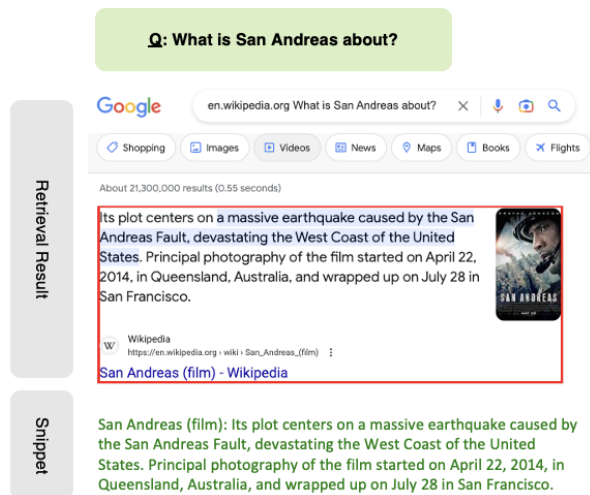 Q: What is San Andreas about?
Retrieval Result
Google
en.wikipedia.org What is San Andreas about?
Shopping
Images
Videos
News
Maps
Books
Flights
About 21,300,000 results (0.55 seconds)
Its plot centers on a massive earthquake caused by the San
Andreas Fault, devastating the West Coast of the United
States. Principal photography of the film started on April 22,
2014, in Queensland, Australia, and wrapped up on July 28 in
San Francisco.
SAN ANDREAS
W
Wikipedia
https://en.wikipedia.org › wiki › San_Andreas_(film)
San Andreas (film) - Wikipedia
Snippet
San Andreas (film): Its plot centers on a massive earthquake caused by
the San Andreas Fault, devastating the West Coast of the United
States. Principal photography of the film started on April 22, 2014, in
Queensland, Australia, and wrapped up on July 28 in San Francisco.